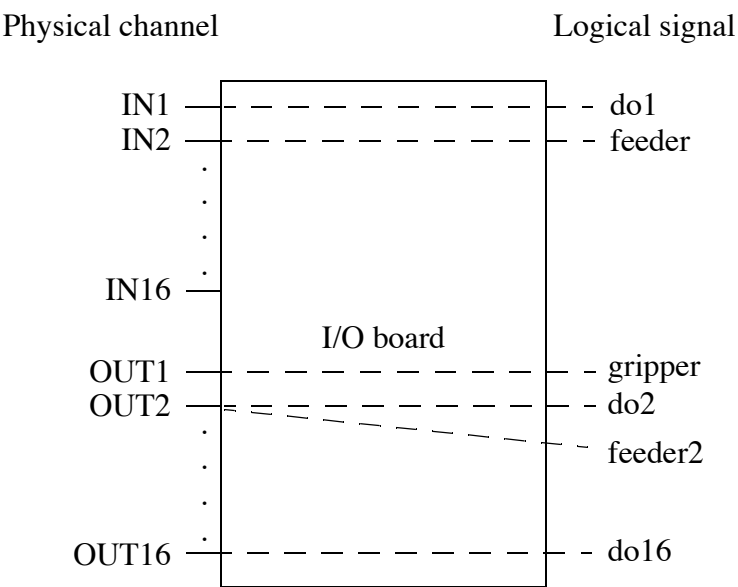 Physical channel Logical signal
IN1 do1
IN2 feeder
IN16
I/O board
OUT1 gripper
OUT2 do2
feeder2
OUT16 do16